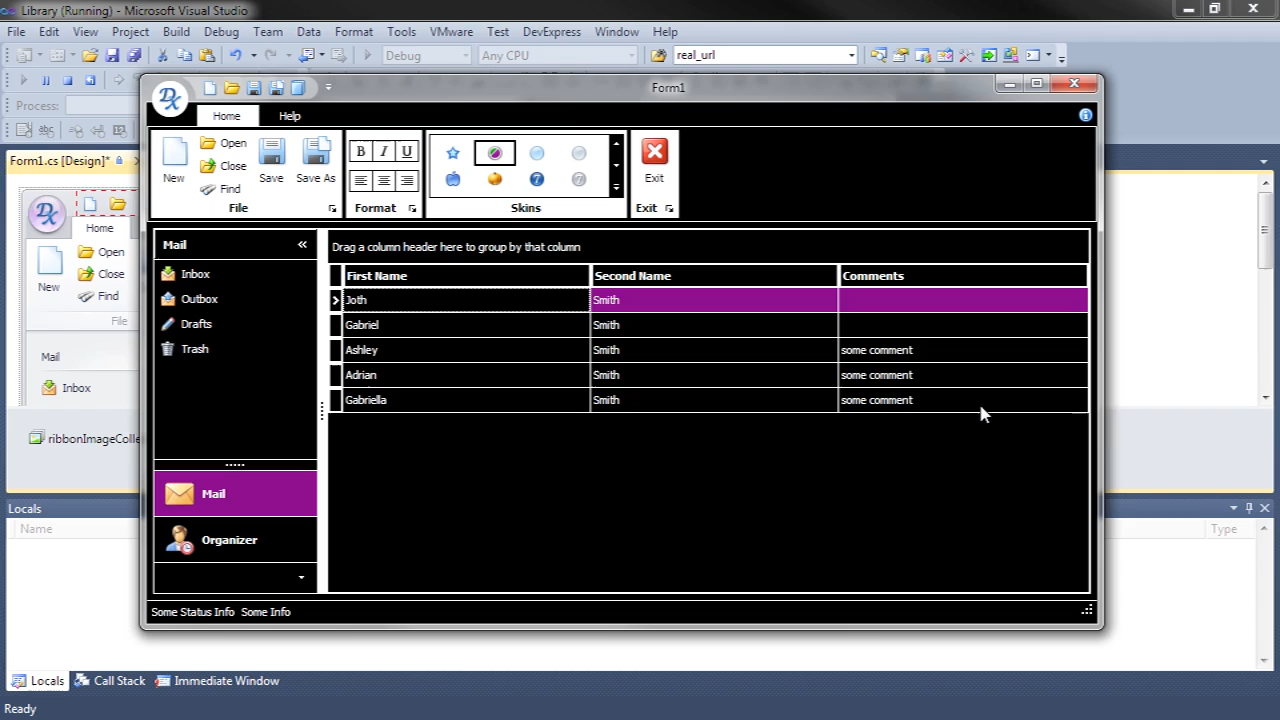 Library (Running) - Microsoft Visual Studio
File Edit View Project Build Debug Team Data Format Tools VMware Test DevExpress Window Help
Debug Any CPU real_url
Process:
Form1.cs [Design]*
Home
New
Open
Close
Find
File
Mail
Inbox
ribbonImageColle
Form1
Home Help
New
Open
Close
Find
Save
Save As
File
B I U
Format
Skins
Exit
Exit
Mail
Inbox
Outbox
Drafts
Trash
Mail
Organizer
Drag a column header here to group by that column
First Name Second Name Comments
Joth Smith
Gabriel Smith
Ashley Smith some comment
Adrian Smith some comment
Gabriella Smith some comment
Some Status Info Some Info
Locals
Name Type
Locals Call Stack Immediate Window
Ready